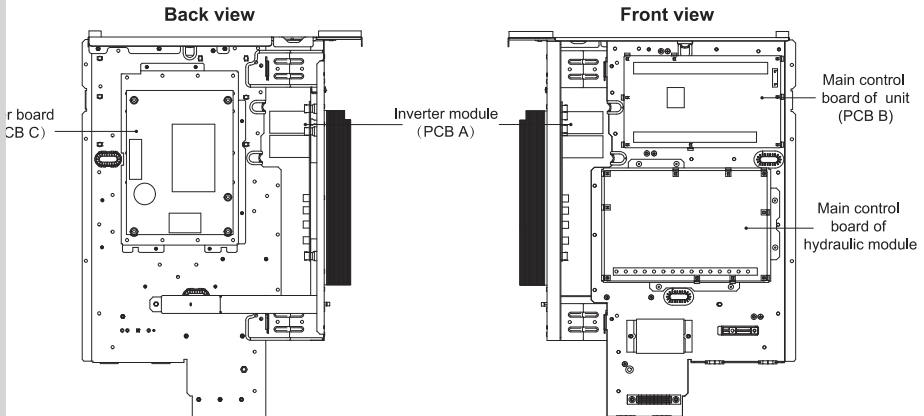 Back view
Front view
board
CB C）
Inverter module
（PCB A）
Main control
board of unit
(PCB B)
Main control
board of
hydraulic module